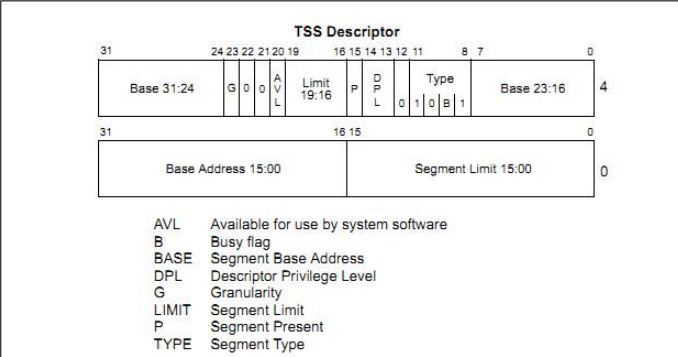 TSS Descriptor
31 24 23 22 21 20 19 16 15 14 13 12 11 8 7 0
Base 31:24 G 0 0 AVL Limit 19:16 P DPL 0 Type 1 0 B 1 Base 23:16 4
31 16 15 0
Base Address 15:00 Segment Limit 15:00 0
AVL Available for use by system software
B Busy flag
BASE Segment Base Address
DPL Descriptor Privilege Level
G Granularity
LIMIT Segment Limit
P Segment Present
TYPE Segment Type